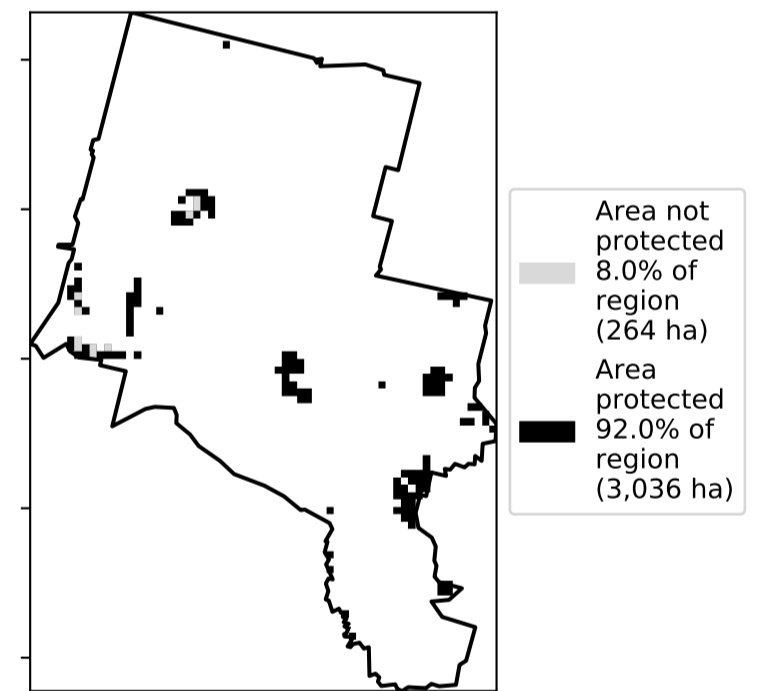 Area not
protected
8.0% of
region
(264 ha)
Area
protected
92.0% of
region
(3,036 ha)